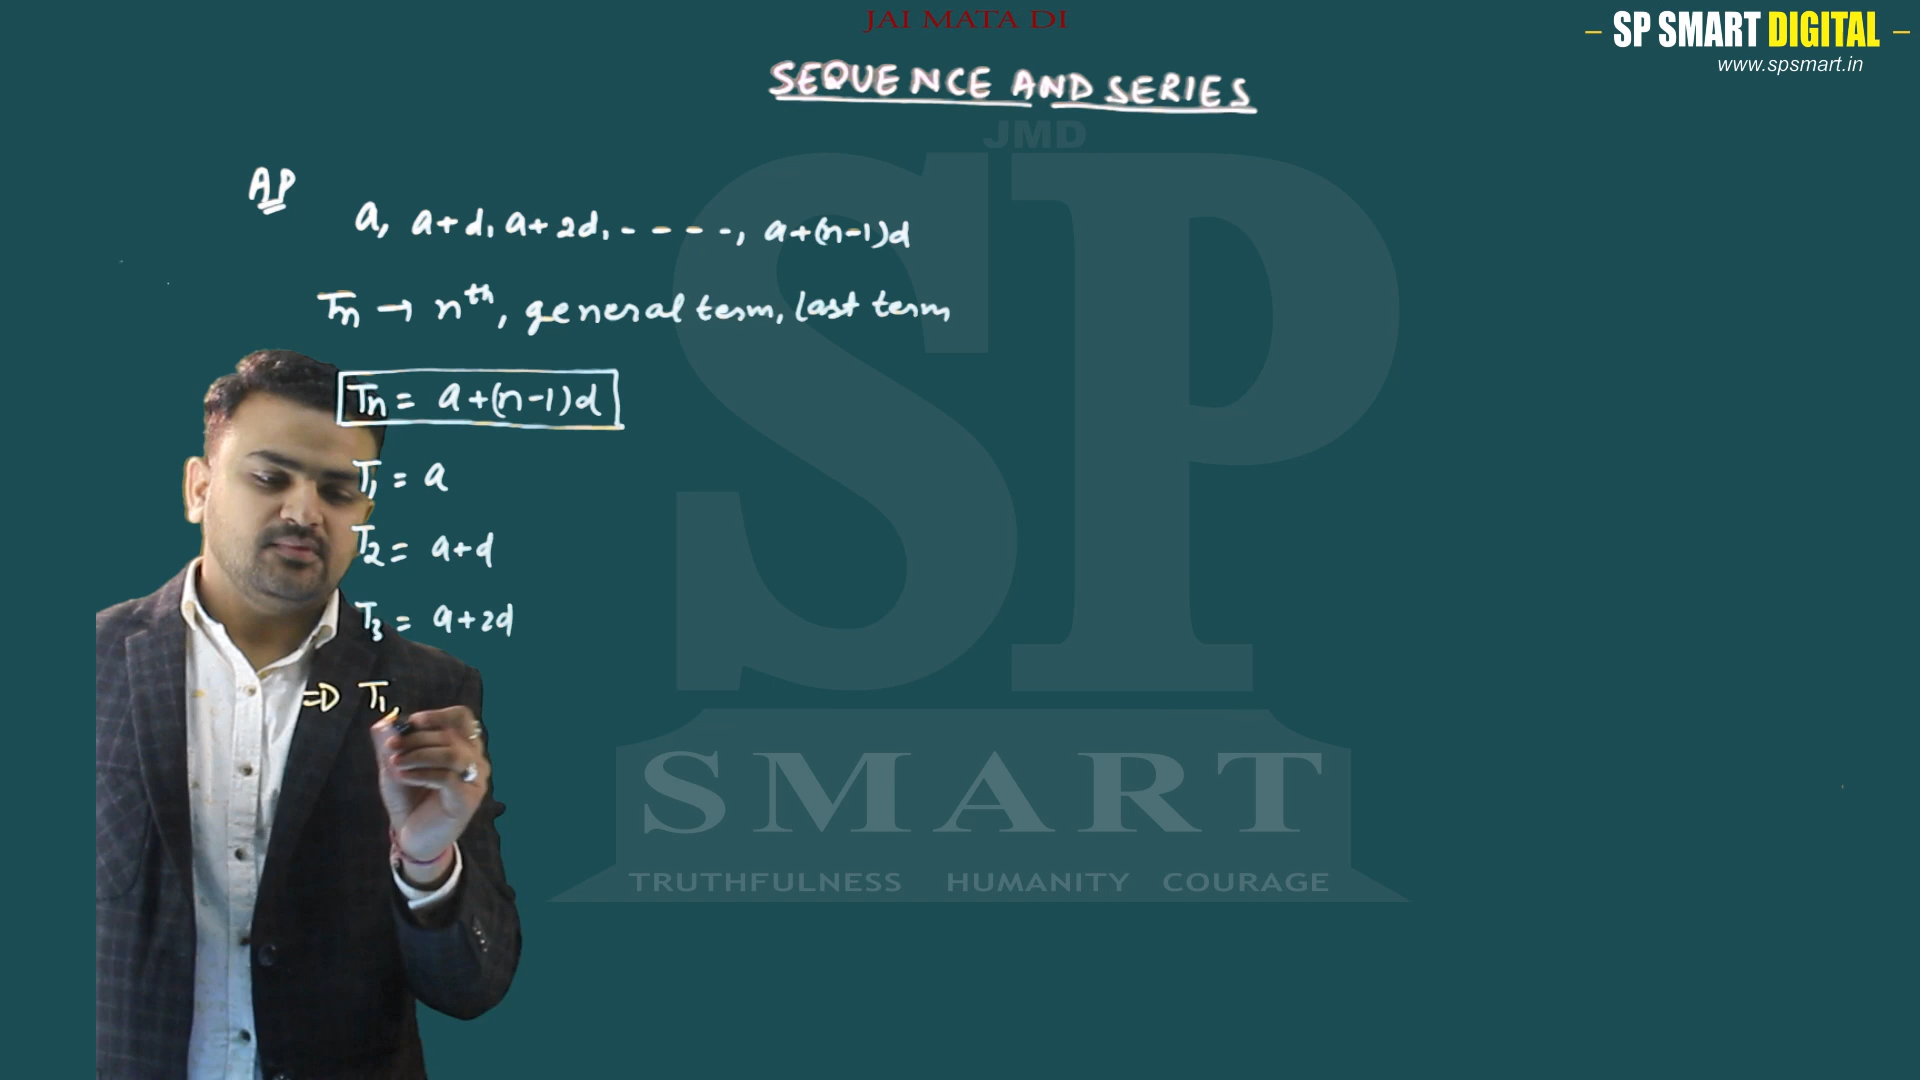 JAI MATA DI
SP SMART DIGITAL
www.spsmart.in
SEQUENCE AND SERIES
JMD
AP
a, a+d, a+2d, - - - - -, a+(n-1)d
Tn → nth, general term, last term
Tn = a+(n-1)d
T1 = a
T2 = a+d
T3 = a+2d
⇒ T1,
SP
SMART
TRUTHFULNESS HUMANITY COURAGE